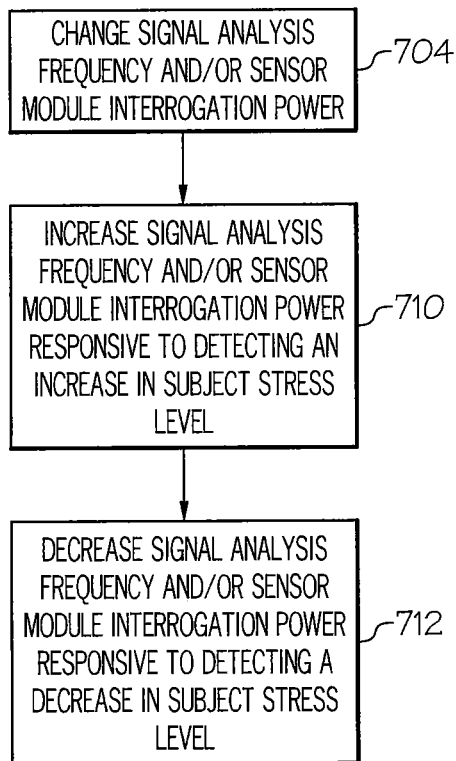 CHANGE SIGNAL ANALYSIS
FREQUENCY AND/OR SENSOR
MODULE INTERROGATION POWER
704
INCREASE SIGNAL ANALYSIS
FREQUENCY AND/OR SENSOR
MODULE INTERROGATION POWER
RESPONSIVE TO DETECTING AN
INCREASE IN SUBJECT STRESS
LEVEL
710
DECREASE SIGNAL ANALYSIS
FREQUENCY AND/OR SENSOR
MODULE INTERROGATION POWER
RESPONSIVE TO DETECTING A
DECREASE IN SUBJECT STRESS
LEVEL
712